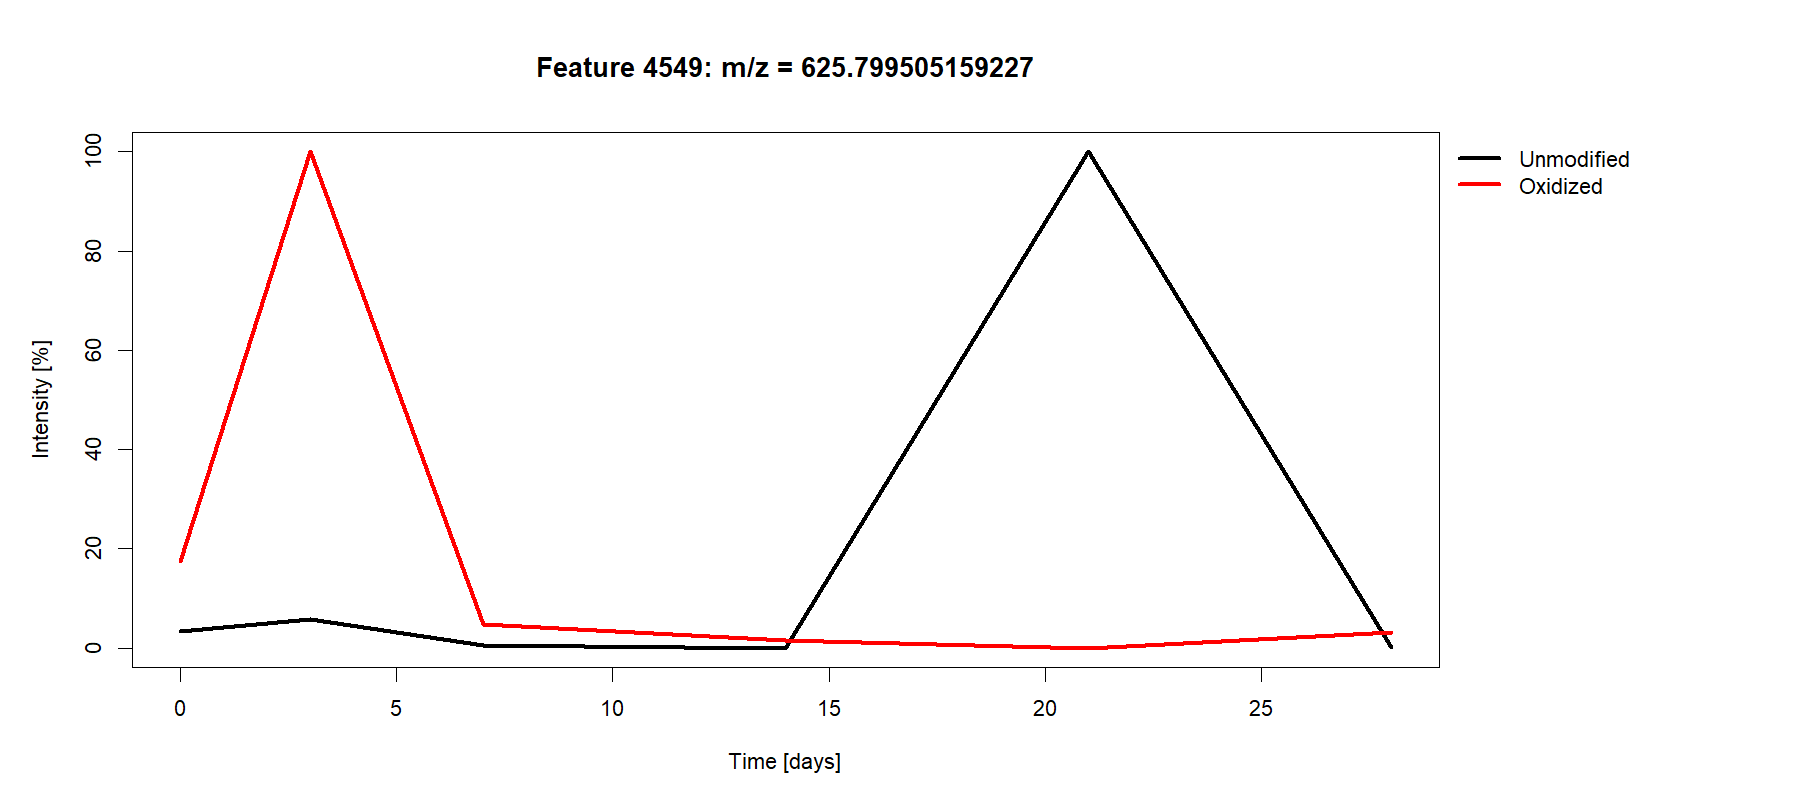 Feature 4549: m/z = 625.799505159227
Unmodified
Oxidized
Intensity [%]
100
80
60
40
20
0
0 5 10 15 20 25
Time [days]